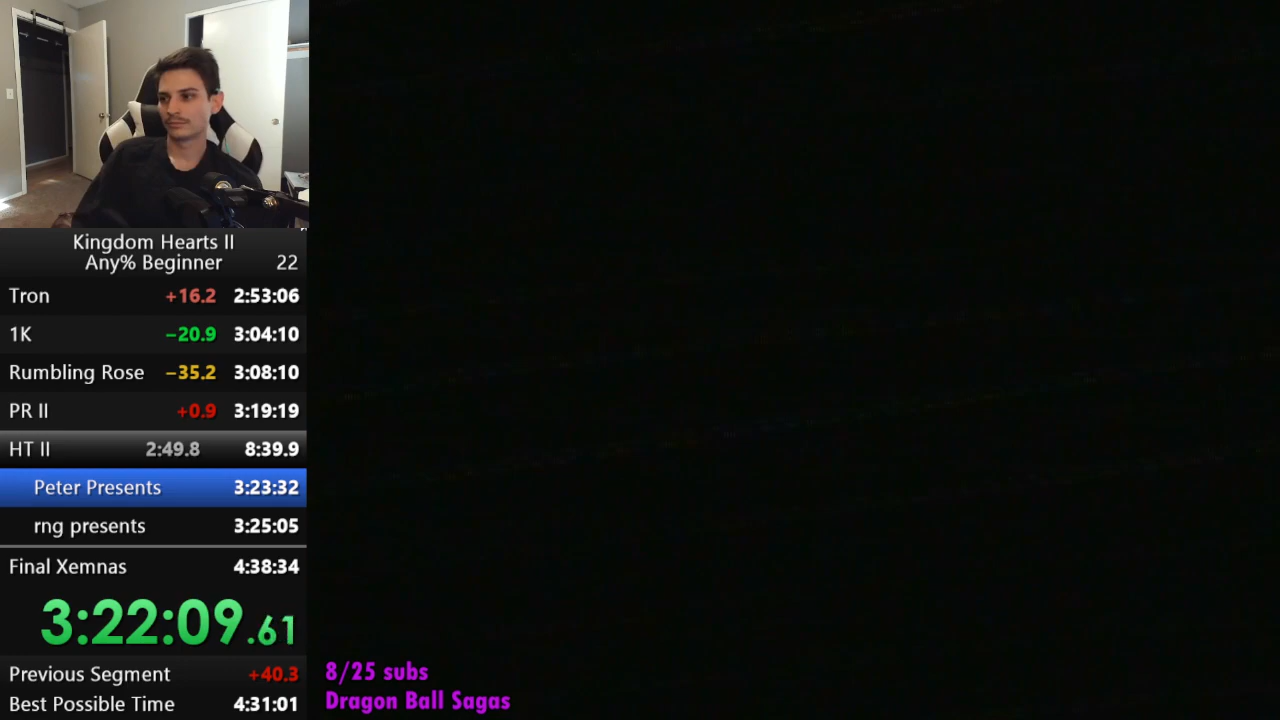 Kingdom Hearts II
Any% Beginner 22
Tron +16.2 2:53:06
1K −20.9 3:04:10
Rumbling Rose −35.2 3:08:10
PR II +0.9 3:19:19
HT II 2:49.8 8:39.9
Peter Presents 3:23:32
rng presents 3:25:05
Final Xemnas 4:38:34
3:22:09.61
Previous Segment +40.3
Best Possible Time 4:31:01
8/25 subs
Dragon Ball Sagas